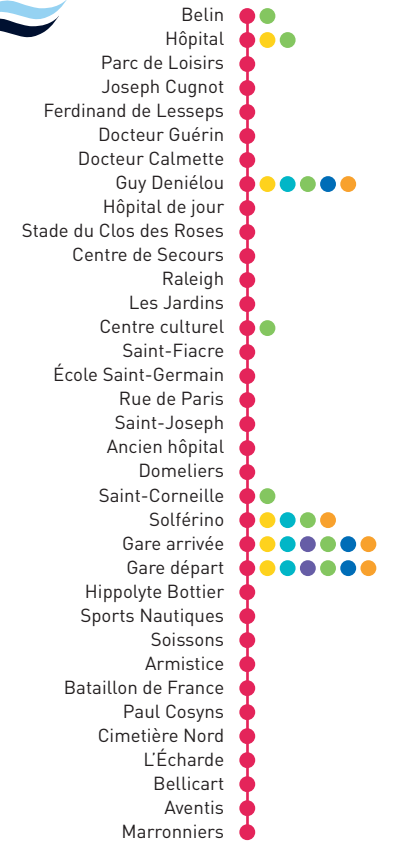 Belin
Hôpital
Parc de Loisirs
Joseph Cugnot
Ferdinand de Lesseps
Docteur Guérin
Docteur Calmette
Guy Deniélou
Hôpital de jour
Stade du Clos des Roses
Centre de Secours
Raleigh
Les Jardins
Centre culturel
Saint-Fiacre
École Saint-Germain
Rue de Paris
Saint-Joseph
Ancien hôpital
Domeliers
Saint-Corneille
Solférino
Gare arrivée
Gare départ
Hippolyte Bottier
Sports Nautiques
Soissons
Armistice
Bataillon de France
Paul Cosyns
Cimetière Nord
L'Écharde
Bellicart
Aventis
Marronniers